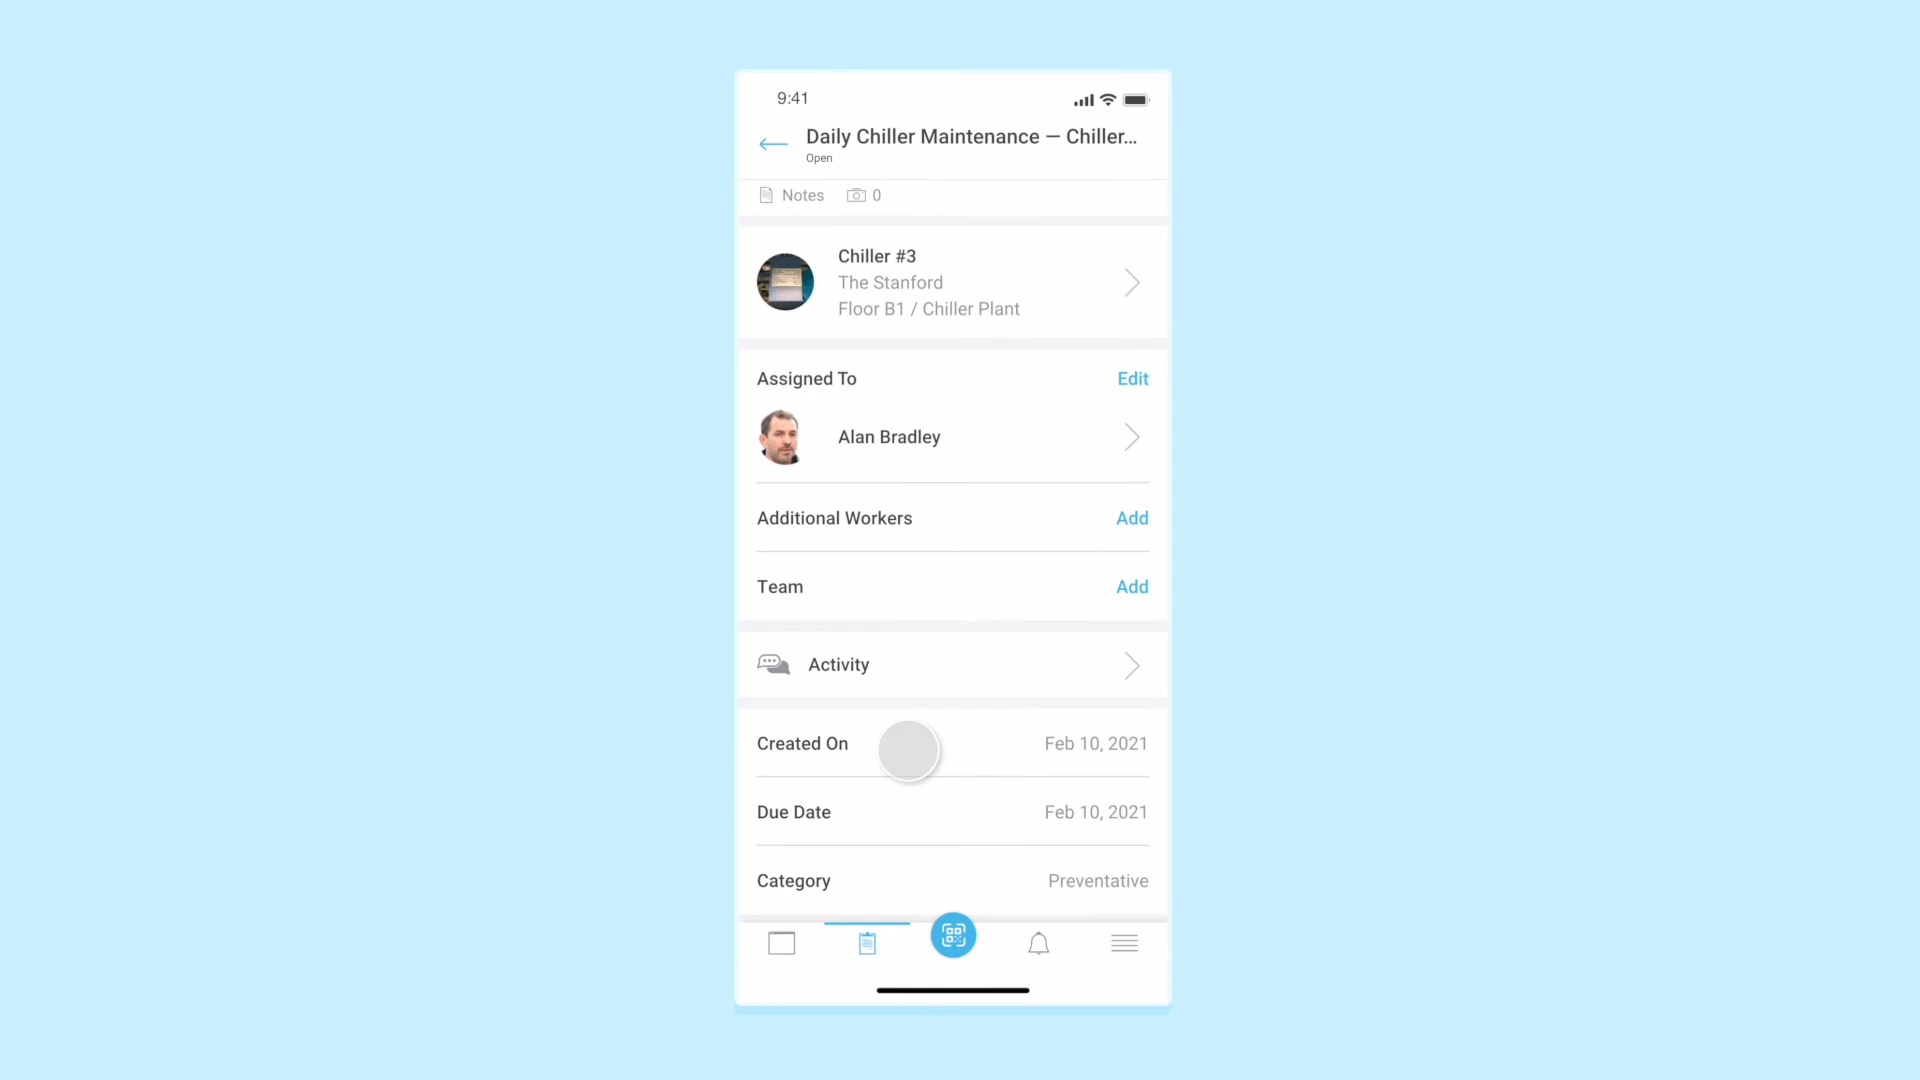 9:41
Daily Chiller Maintenance — Chiller...
Open
Notes 0
Chiller #3
The Stanford
Floor B1 / Chiller Plant
Assigned To Edit
Alan Bradley
Additional Workers Add
Team Add
Activity
Created On Feb 10, 2021
Due Date Feb 10, 2021
Category Preventative